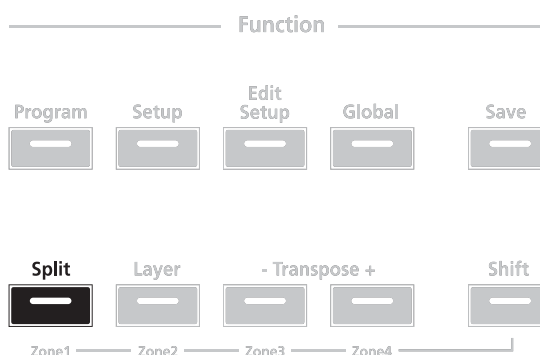 Function
Program Setup Edit Setup Global Save
Split Layer - Transpose + Shift
Zone1 Zone2 Zone3 Zone4